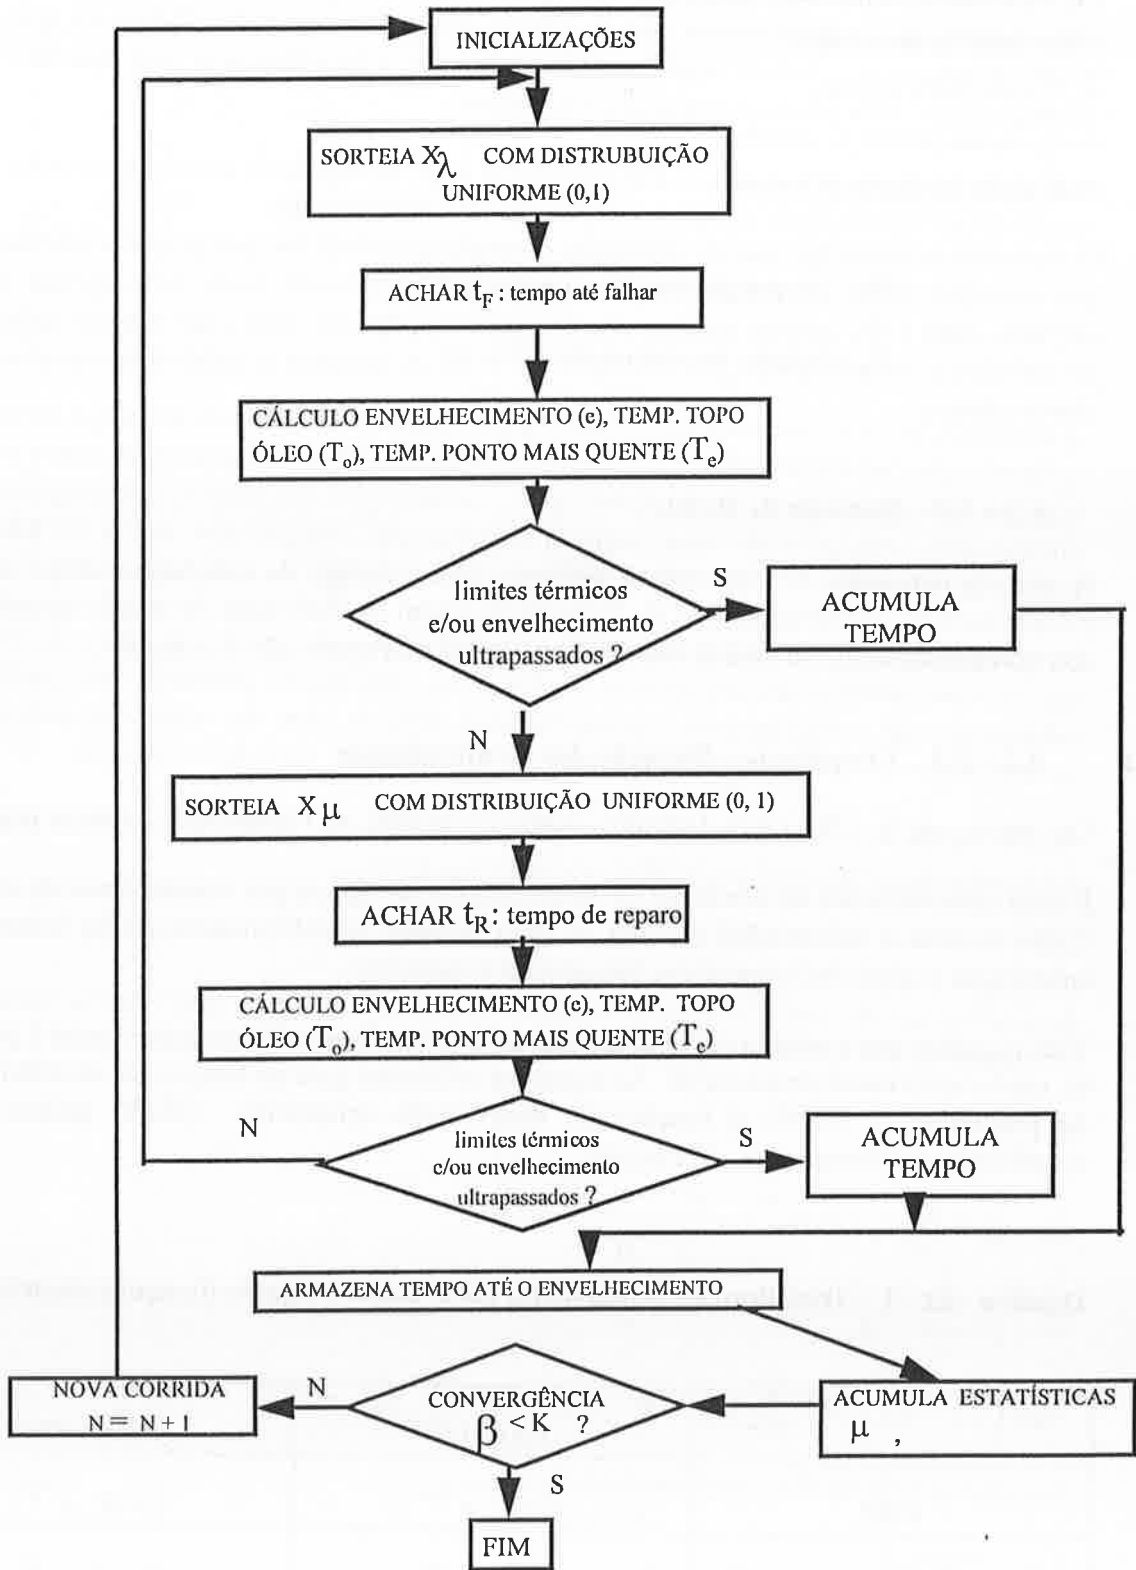 INICIALIZAÇÕES
SORTEIA Xλ COM DISTRUBUIÇÃO
UNIFORME (0,1)
ACHAR tF : tempo até falhar
CÁLCULO ENVELHECIMENTO (e), TEMP. TOPO
ÓLEO (To), TEMP. PONTO MAIS QUENTE (Te)
limites térmicos
e/ou envelhecimento
ultrapassados ?
S
ACUMULA
TEMPO
N
SORTEIA X μ COM DISTRIBUIÇÃO UNIFORME (0, 1)
ACHAR tR : tempo de reparo
CÁLCULO ENVELHECIMENTO (e), TEMP. TOPO
ÓLEO (To), TEMP. PONTO MAIS QUENTE (Te)
N
limites térmicos
e/ou envelhecimento
ultrapassados ?
S
ACUMULA
TEMPO
ARMAZENA TEMPO ATÉ O ENVELHECIMENTO
NOVA CORRIDA
N = N + 1
N
CONVERGÊNCIA
β < K ?
ACUMULA ESTATÍSTICAS
μ ,
S
FIM